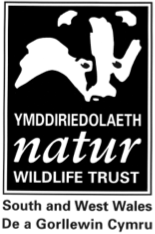 YMDDIRIEDOLAETH
natur
WILDLIFE TRUST
South and West Wales
De a Gorllewin Cymru